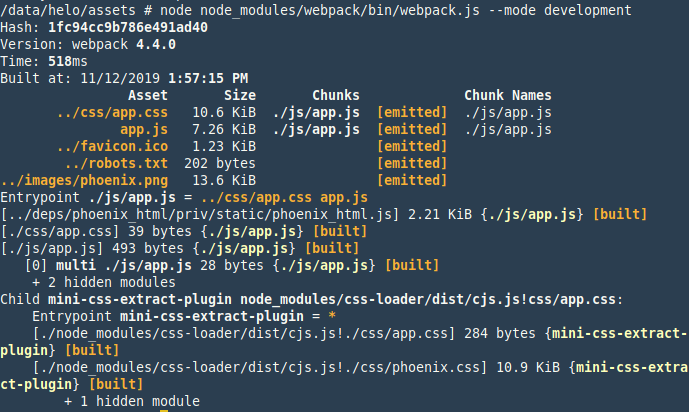 /data/helo/assets # node node_modules/webpack/bin/webpack.js --mode development
Hash: 1fc94cc9b786e491ad40
Version: webpack 4.4.0
Time: 518ms
Built at: 11/12/2019 1:57:15 PM
Asset Size Chunks Chunk Names
../css/app.css 10.6 KiB ./js/app.js [emitted] ./js/app.js
app.js 7.26 KiB ./js/app.js [emitted] ./js/app.js
../favicon.ico 1.23 KiB [emitted]
../robots.txt 202 bytes [emitted]
../images/phoenix.png 13.6 KiB [emitted]
Entrypoint ./js/app.js = ../css/app.css app.js
[../deps/phoenix_html/priv/static/phoenix_html.js] 2.21 KiB {./js/app.js} [built]
[./css/app.css] 39 bytes {./js/app.js} [built]
[./js/app.js] 493 bytes {./js/app.js} [built]
[0] multi ./js/app.js 28 bytes {./js/app.js} [built]
+ 2 hidden modules
Child mini-css-extract-plugin node_modules/css-loader/dist/cjs.js!css/app.css:
Entrypoint mini-css-extract-plugin = *
[./node_modules/css-loader/dist/cjs.js!./css/app.css] 284 bytes {mini-css-extract-
plugin} [built]
[./node_modules/css-loader/dist/cjs.js!./css/phoenix.css] 10.9 KiB {mini-css-extra
ct-plugin} [built]
+ 1 hidden module